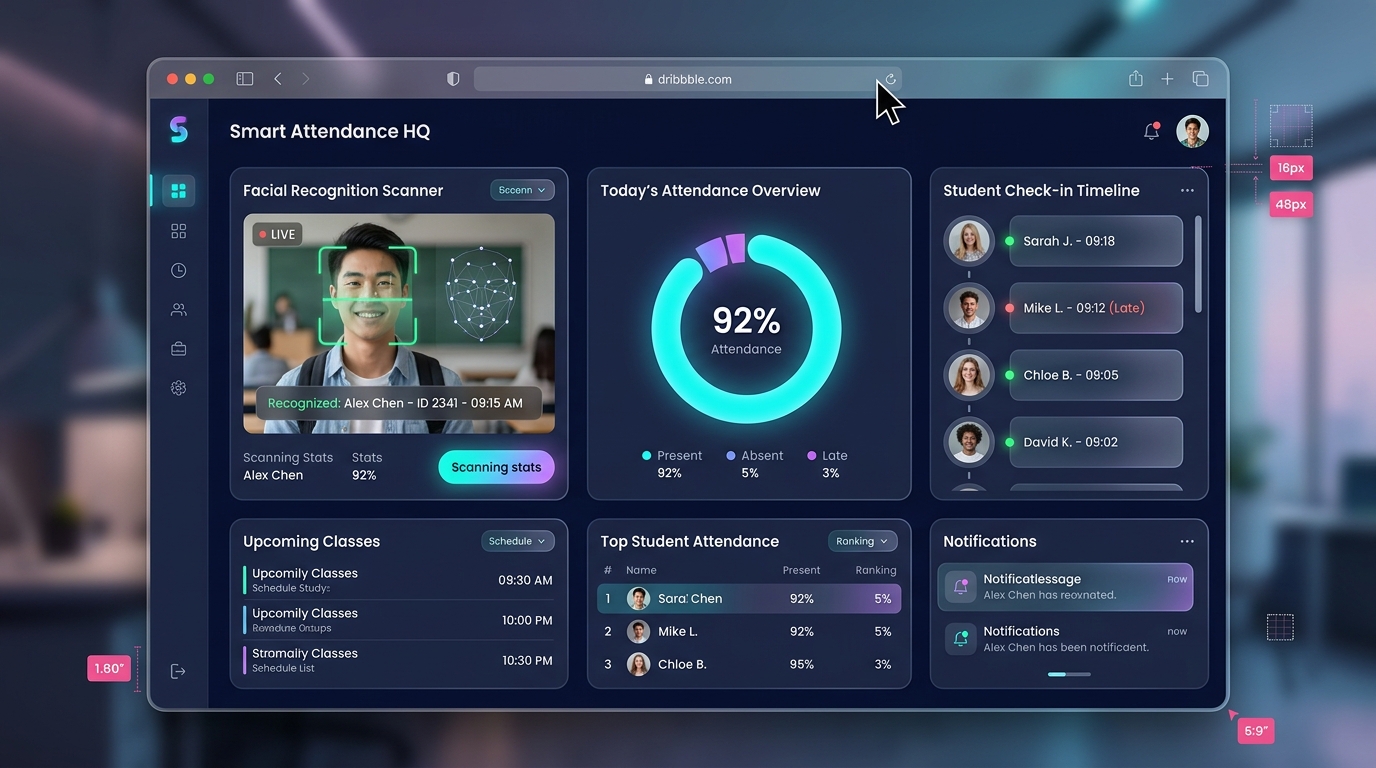 dribbble.com
Smart Attendance HQ
Facial Recognition Scanner
LIVE
Recognized: Alex Chen - ID 2341 - 09:15 AM
Scanning Stats
Alex Chen
Stats
92%
Scanning stats
Today's Attendance Overview
92%
Attendance
Present
92%
Absent
5%
Late
3%
Student Check-in Timeline
Sarah J. - 09:18
Mike L. - 09:12 (Late)
Chloe B. - 09:05
David K. - 09:02
16px
48px
Upcoming Classes
Schedule
Upcomily Classes
Schedule Study:
09:30 AM
Upcomily Classes
10:00 PM
Stromaliy Classes
Schedule List
10:30 PM
Top Student Attendance
Ranking
# Name Present Ranking
1 Sara: Chen 92% 5%
2 Mike L. 92% 5%
3 Chloe B. 95% 3%
Notifications
Notificatlessage
now
Alex Chen has
Notifications
now
Alex Chen has been notificdent.
1.80"
6:9"